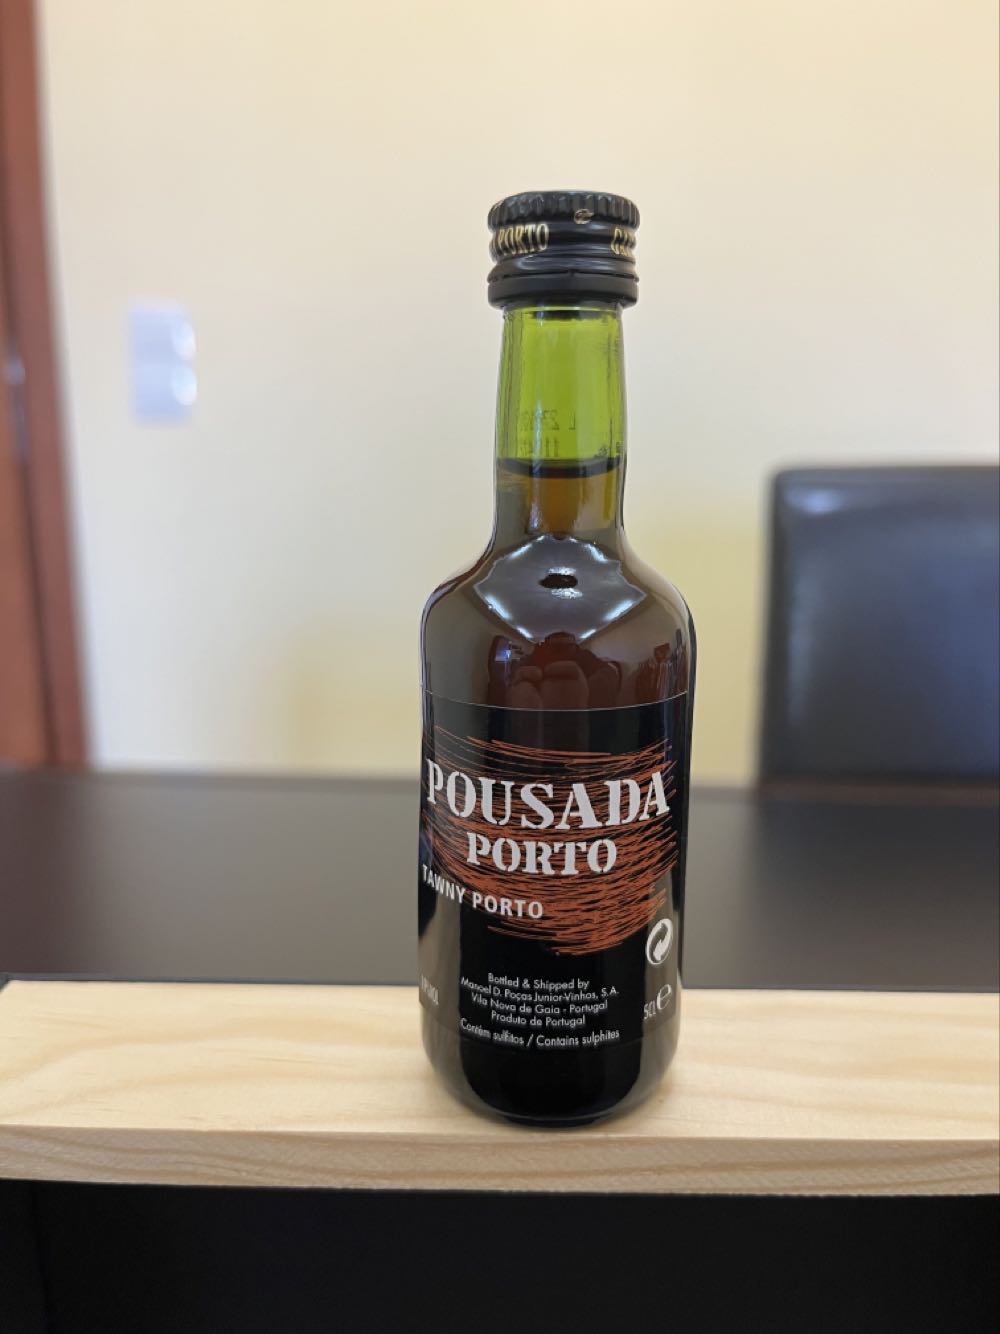 PORTO
POUSADA
PORTO
TAWNY PORTO
Bottled & Shipped by
Manoel D. Poças Junior-Vinhos, S.A.
Vila Nova de Gaia - Portugal
Produto de Portugal
Contém sulfitos / Contains sulphites
5CL e